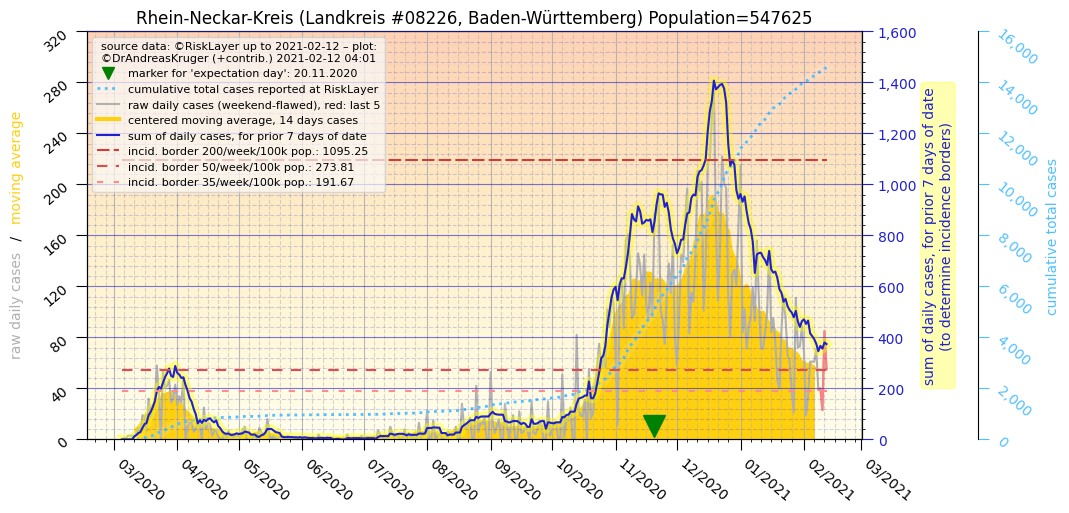 Rhein-Neckar-Kreis (Landkreis #08226, Baden-Württemberg) Population=547625
source data: ©RiskLayer up to 2021-02-12 – plot:
©DrAndreasKruger (+contrib.) 2021-02-12 04:01
marker for 'expectation day': 20.11.2020
cumulative total cases reported at RiskLayer
raw daily cases (weekend-flawed), red: last 5
centered moving average, 14 days cases
sum of daily cases, for prior 7 days of date
incid. border 200/week/100k pop.: 1095.25
incid. border 50/week/100k pop.: 273.81
incid. border 35/week/100k pop.: 191.67
raw daily cases / moving average
320
280
240
200
160
120
80
40
0
03/2020
04/2020
05/2020
06/2020
07/2020
08/2020
09/2020
10/2020
11/2020
12/2020
01/2021
02/2021
03/2021
1,600
1,400
1,200
1,000
800
600
400
200
0
sum of daily cases, for prior 7 days of date
(to determine incidence borders)
16,000
14,000
12,000
10,000
8,000
6,000
4,000
2,000
0
cumulative total cases